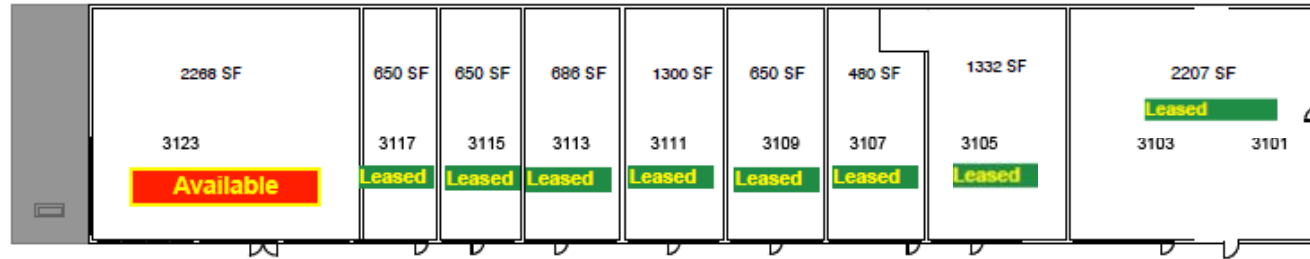 2268 SF
650 SF
650 SF
686 SF
1300 SF
650 SF
480 SF
1332 SF
2207 SF
Leased
3123
3117
3115
3113
3111
3109
3107
3105
3103
3101
Available
Leased
Leased
Leased
Leased
Leased
Leased
Leased